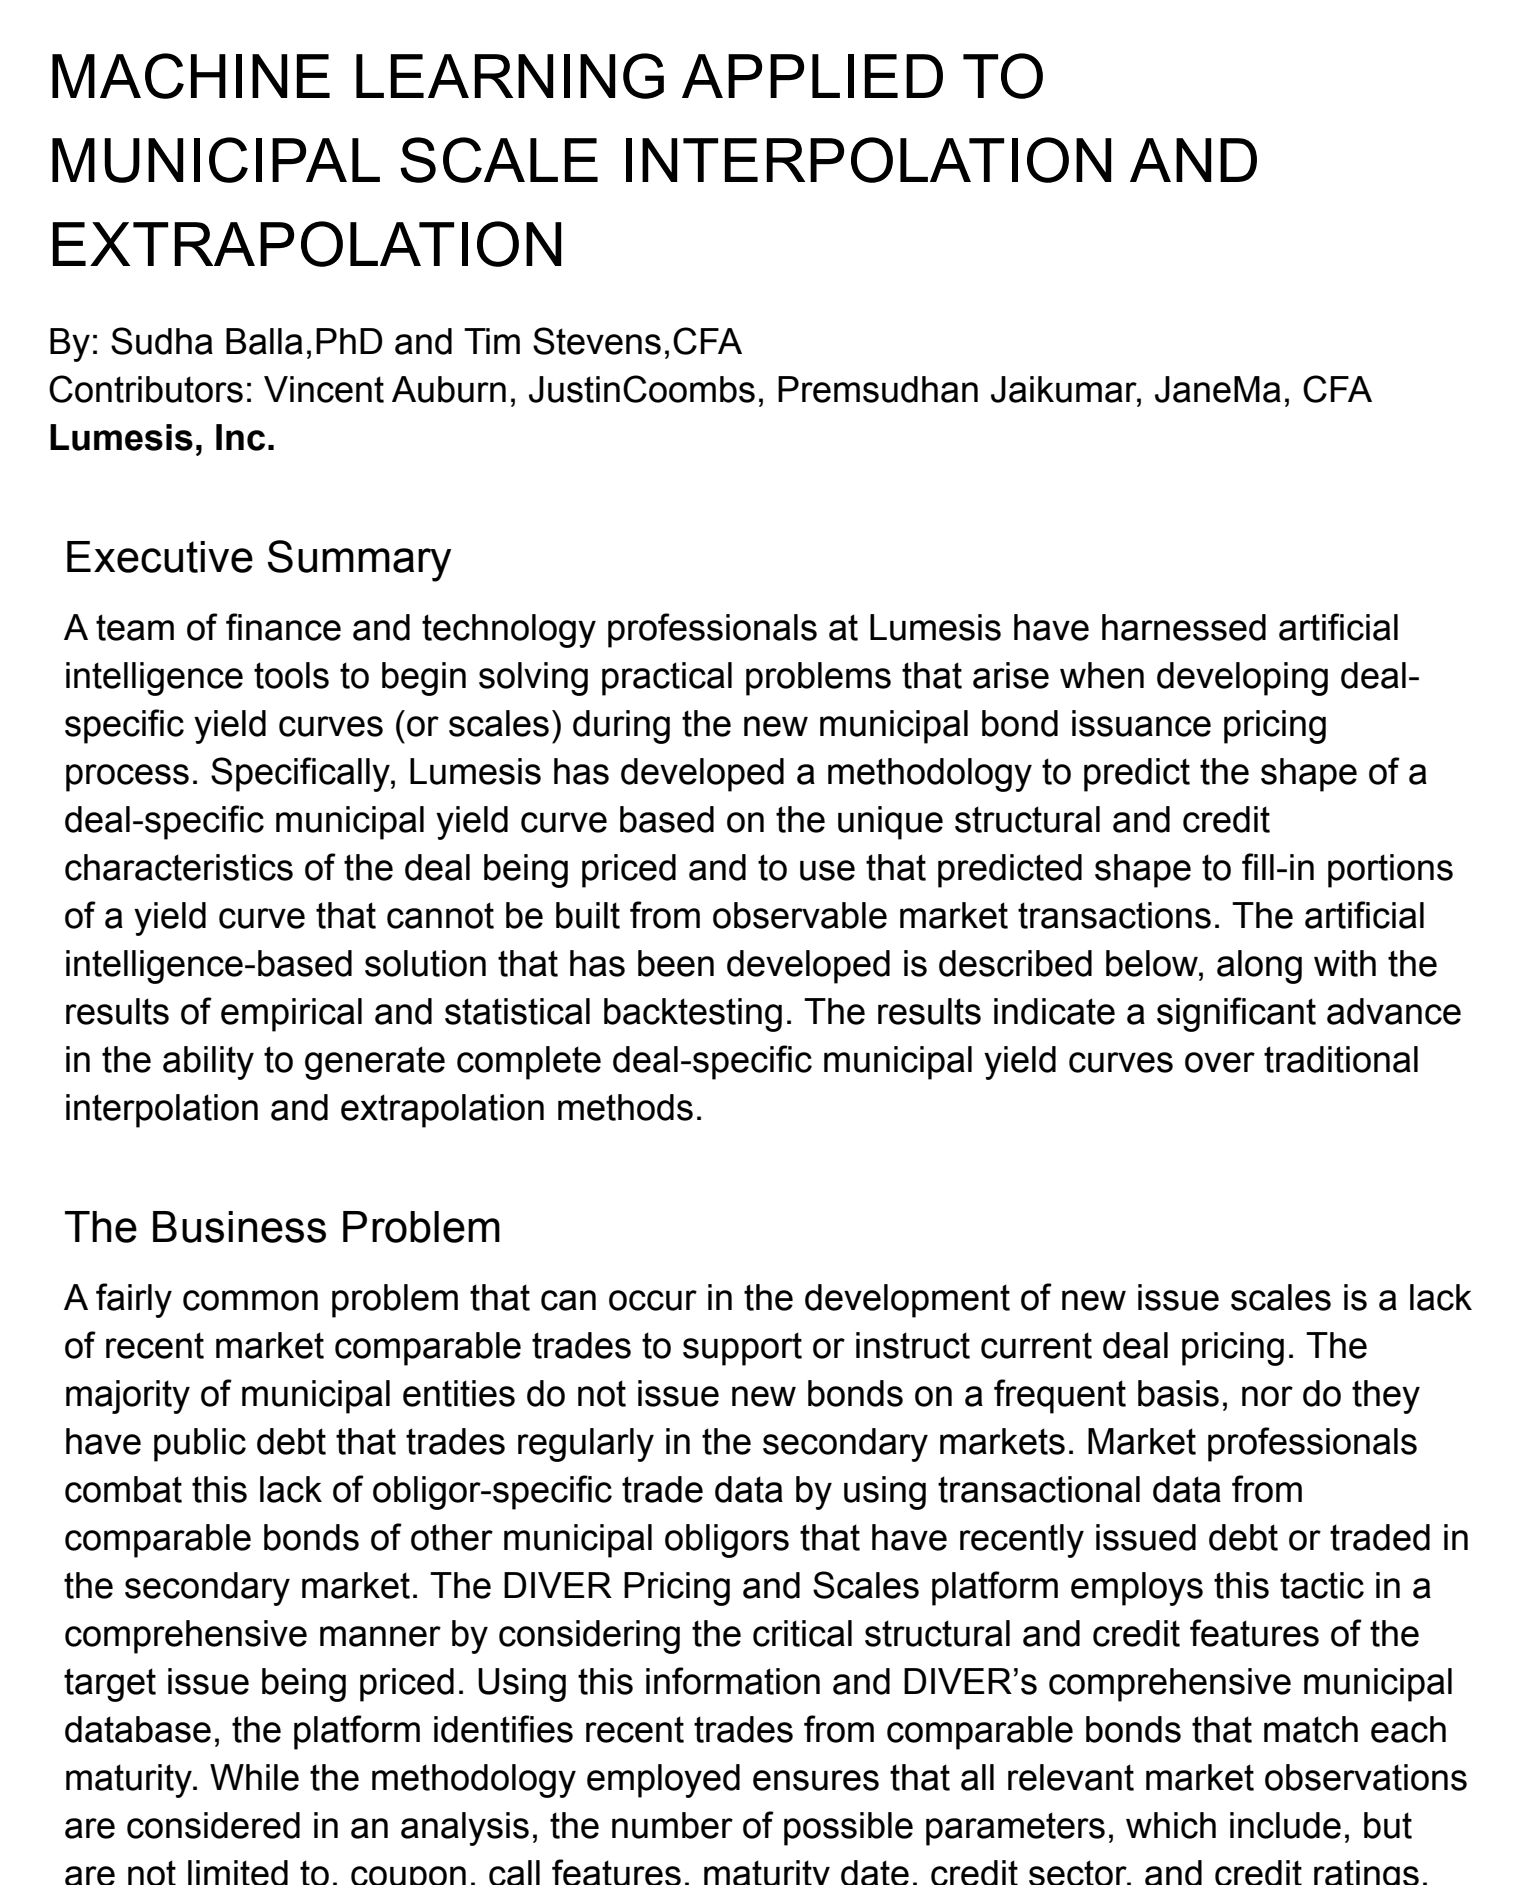 MACHINE LEARNING APPLIED TO
MUNICIPAL SCALE INTERPOLATION AND
EXTRAPOLATION
By: Sudha Balla,PhD and Tim Stevens,CFA
Contributors: Vincent Auburn, JustinCoombs, Premsudhan Jaikumar, JaneMa, CFA
Lumesis, Inc.
Executive Summary
A team of finance and technology professionals at Lumesis have harnessed artificial
intelligence tools to begin solving practical problems that arise when developing deal-
specific yield curves (or scales) during the new municipal bond issuance pricing
process. Specifically, Lumesis has developed a methodology to predict the shape of a
deal-specific municipal yield curve based on the unique structural and credit
characteristics of the deal being priced and to use that predicted shape to fill-in portions
of a yield curve that cannot be built from observable market transactions. The artificial
intelligence-based solution that has been developed is described below, along with the
results of empirical and statistical backtesting. The results indicate a significant advance
in the ability to generate complete deal-specific municipal yield curves over traditional
interpolation and extrapolation methods.
The Business Problem
A fairly common problem that can occur in the development of new issue scales is a lack
of recent market comparable trades to support or instruct current deal pricing. The
majority of municipal entities do not issue new bonds on a frequent basis, nor do they
have public debt that trades regularly in the secondary markets. Market professionals
combat this lack of obligor-specific trade data by using transactional data from
comparable bonds of other municipal obligors that have recently issued debt or traded in
the secondary market. The DIVER Pricing and Scales platform employs this tactic in a
comprehensive manner by considering the critical structural and credit features of the
target issue being priced. Using this information and DIVER’s comprehensive municipal
database, the platform identifies recent trades from comparable bonds that match each
maturity. While the methodology employed ensures that all relevant market observations
are considered in an analysis, the number of possible parameters, which include, but
are not limited to, coupon, call features, maturity date, credit sector, and credit ratings,